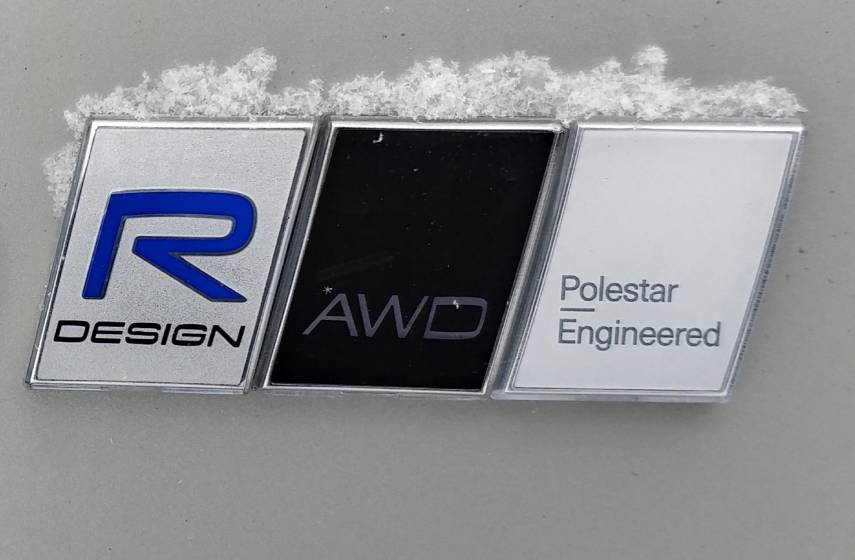 R
DESIGN
AWD
Polestar
Engineered